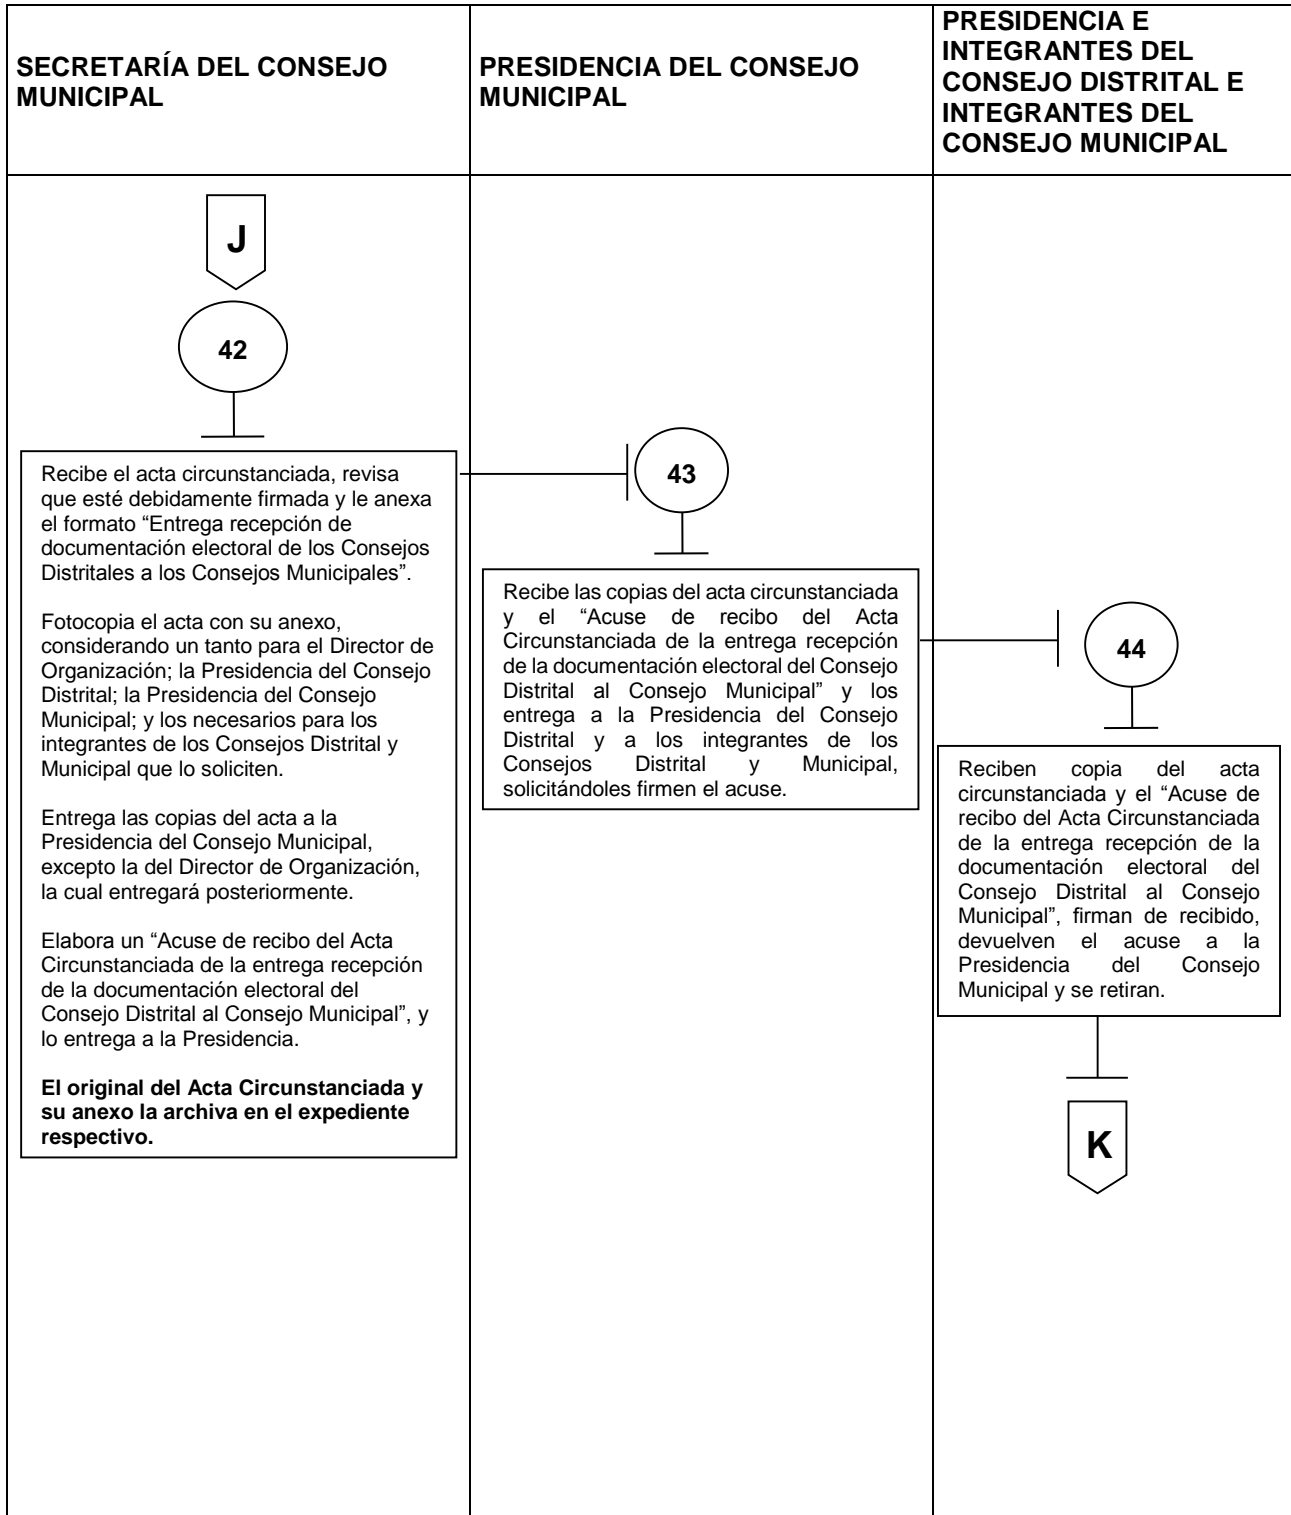 SECRETARÍA DEL CONSEJO
MUNICIPAL
PRESIDENCIA DEL CONSEJO
MUNICIPAL
PRESIDENCIA E
INTEGRANTES DEL
CONSEJO DISTRITAL E
INTEGRANTES DEL
CONSEJO MUNICIPAL
J
42
Recibe el acta circunstanciada, revisa
que esté debidamente firmada y le anexa
el formato “Entrega recepción de
documentación electoral de los Consejos
Distritales a los Consejos Municipales”.
Fotocopia el acta con su anexo,
considerando un tanto para el Director de
Organización; la Presidencia del Consejo
Distrital; la Presidencia del Consejo
Municipal; y los necesarios para los
integrantes de los Consejos Distrital y
Municipal que lo soliciten.
Entrega las copias del acta a la
Presidencia del Consejo Municipal,
excepto la del Director de Organización,
la cual entregará posteriormente.
Elabora un “Acuse de recibo del Acta
Circunstanciada de la entrega recepción
de la documentación electoral del
Consejo Distrital al Consejo Municipal”, y
lo entrega a la Presidencia.
El original del Acta Circunstanciada y
su anexo la archiva en el expediente
respectivo.
43
Recibe las copias del acta circunstanciada
y el “Acuse de recibo del Acta
Circunstanciada de la entrega recepción
de la documentación electoral del Consejo
Distrital al Consejo Municipal” y los
entrega a la Presidencia del Consejo
Distrital y a los integrantes de los
Consejos Distrital y Municipal,
solicitándoles firmen el acuse.
44
Reciben copia del acta
circunstanciada y el “Acuse de
recibo del Acta Circunstanciada
de la entrega recepción de la
documentación electoral del
Consejo Distrital al Consejo
Municipal”, firman de recibido,
devuelven el acuse a la
Presidencia del Consejo
Municipal y se retiran.
K